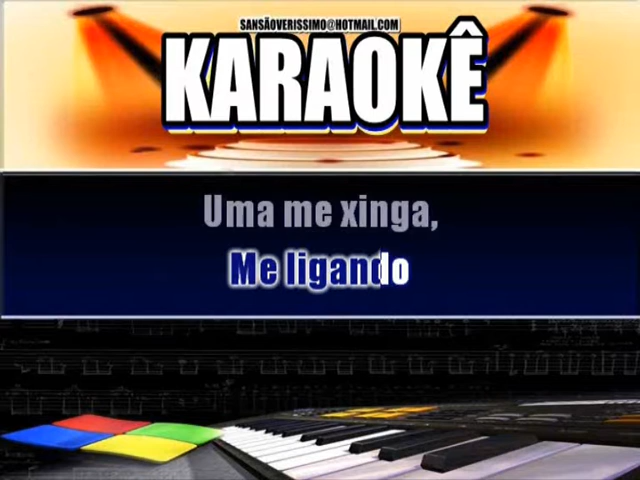 SANSÃOVERISSIMO@HOTMAIL.COM
KARAOKÊ
Uma me xinga,
Me ligando